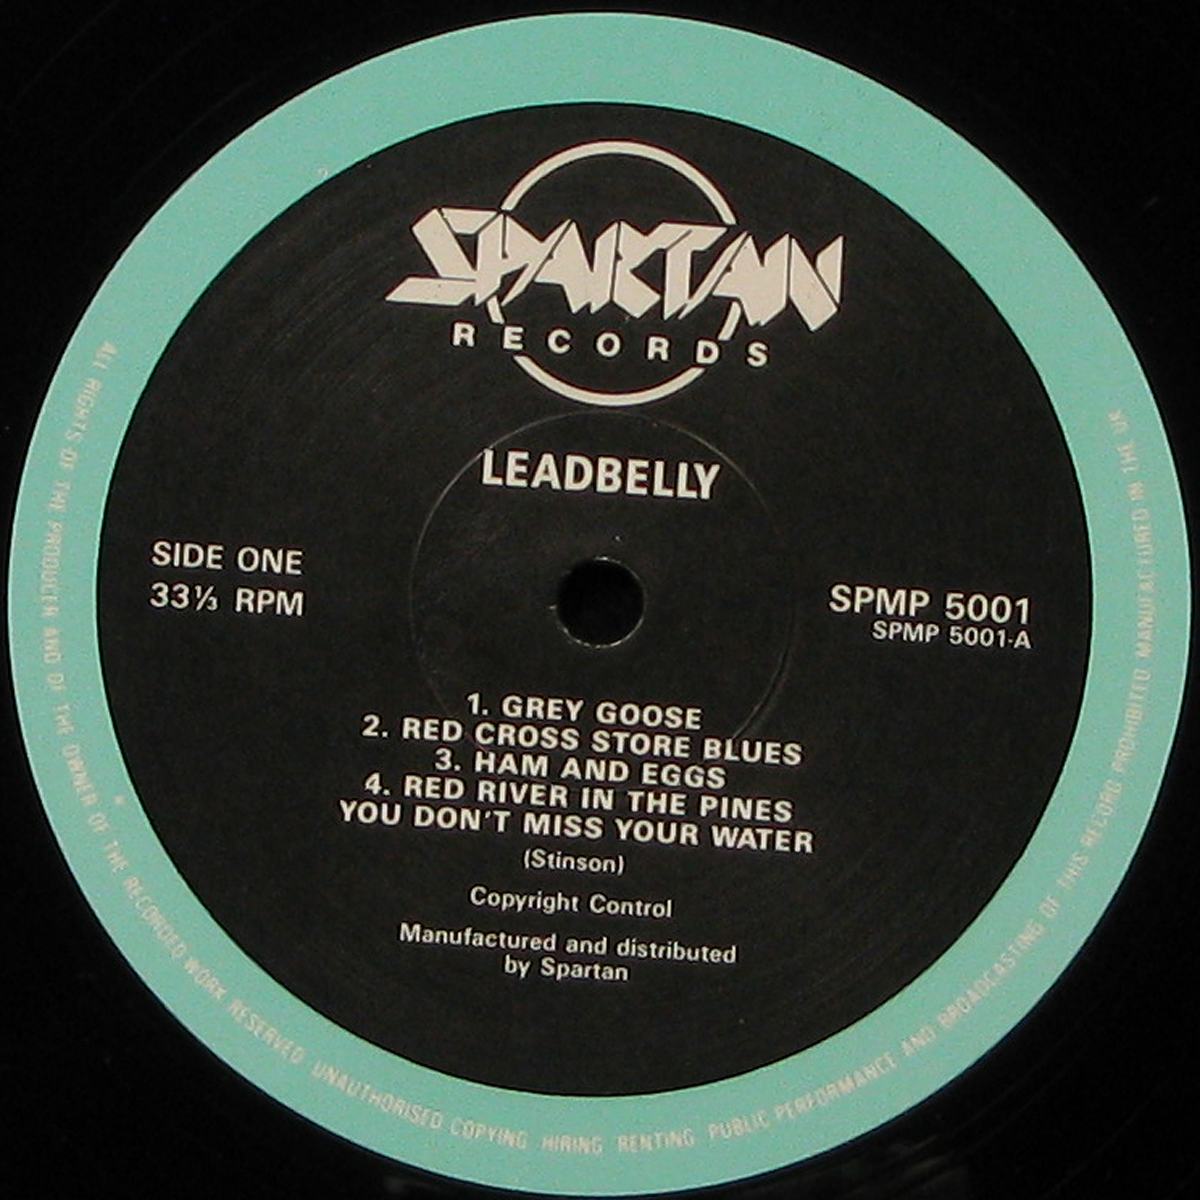 SPARTAN
RECORDS
LEADBELLY
SIDE ONE
33⅓ RPM
SPMP 5001
SPMP 5001-A
1. GREY GOOSE
2. RED CROSS STORE BLUES
3. HAM AND EGGS
4. RED RIVER IN THE PINES
YOU DON'T MISS YOUR WATER
(Stinson)
Copyright Control
Manufactured and distributed
by Spartan
ALL RIGHTS OF THE PRODUCER AND OF THE OWNER OF THE RECORDED WORK RESERVED UNAUTHORISED COPYING HIRING RENTING PUBLIC PERFORMANCE AND BROADCASTING OF THIS RECORD PROHIBITED MANUFACTURED IN THE UK